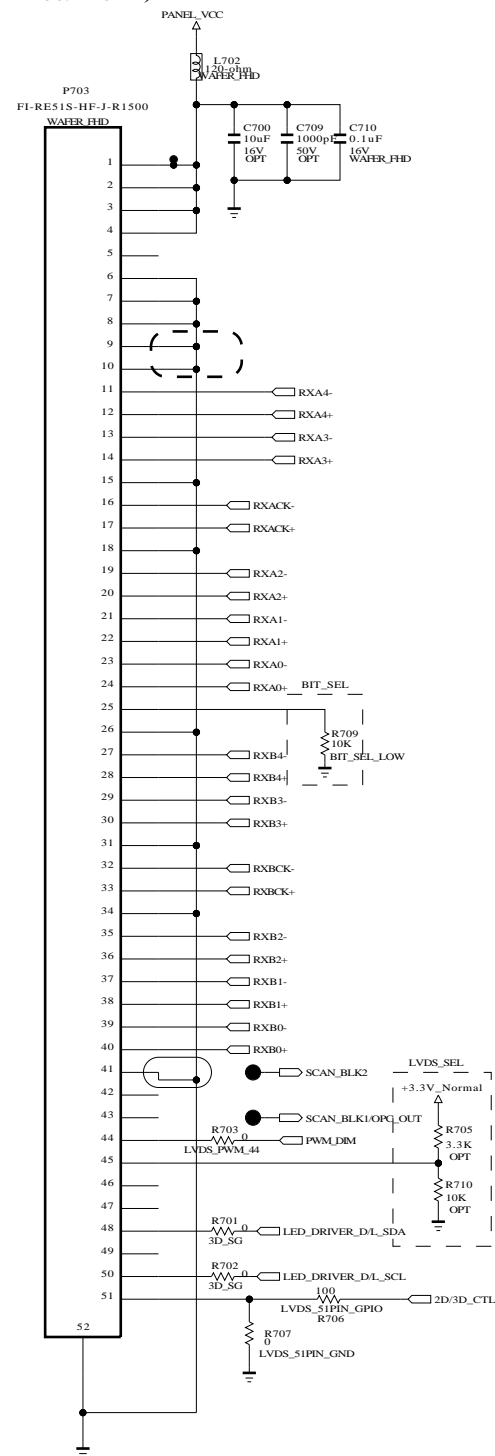 PANEL_VCC
L702
120-ohm
WAFER_FHD
P703
FI-RE51S-HF-J-R1500
WAFER_FHD
C700
10uF
16V
OPT
C709
1000pF
50V
OPT
C710
0.1uF
16V
WAFER_FHD
1
2
3
4
5
6
7
8
9
10
11 RXA4-
12 RXA4+
13 RXA3-
14 RXA3+
15
16 RXACK-
17 RXACK+
18
19 RXA2-
20 RXA2+
21 RXA1-
22 RXA1+
23 RXA0-
24 RXA0+
BIT_SEL
25
R709
10K
BIT_SEL_LOW
26
27 RXB4-
28 RXB4+
29 RXB3-
30 RXB3+
31
32 RXBCK-
33 RXBCK+
34
35 RXB2-
36 RXB2+
37 RXB1-
38 RXB1+
39 RXB0-
40 RXB0+
41 SCAN_BLK2
42
43 SCAN_BLK1/OPC_OUT
44 R703 0 PWM_DIM
LVDS_PWM_44
LVDS_SEL
+3.3V_Normal
R705
3.3K
OPT
R710
10K
OPT
45
46
47
48 R701 0 LED_DRIVER_D/L_SDA
3D_SG
49
50 R702 0 LED_DRIVER_D/L_SCL
3D_SG
51 100 2D/3D_CTL
LVDS_51PIN_GPIO
R706
R707
0
LVDS_51PIN_GND
52